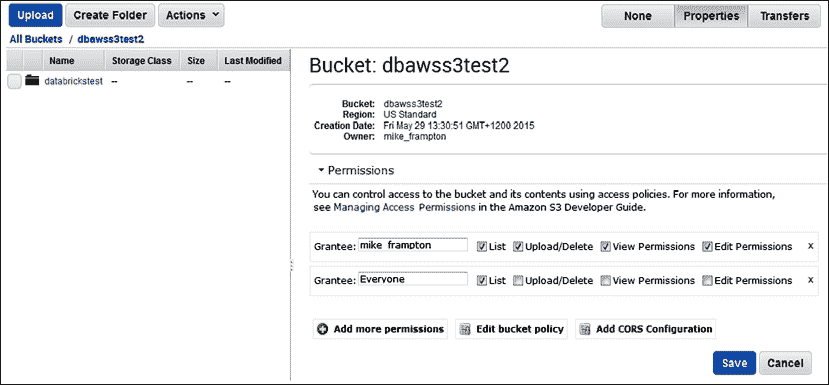 Upload Create Folder Actions None Properties Transfers
All Buckets / dbawss3test2
Name Storage Class Size Last Modified
databrickstest -- -- --
Bucket: dbawss3test2
Bucket: dbawss3test2
Region: US Standard
Creation Date: Fri May 29 13:30:51 GMT+1200 2015
Owner: mike_frampton
Permissions
You can control access to the bucket and its contents using access policies. For more information,
see Managing Access Permissions in the Amazon S3 Developer Guide.
Grantee: mike_frampton List Upload/Delete View Permissions Edit Permissions x
Grantee: Everyone List Upload/Delete View Permissions Edit Permissions x
Add more permissions Edit bucket policy Add CORS Configuration
Save Cancel